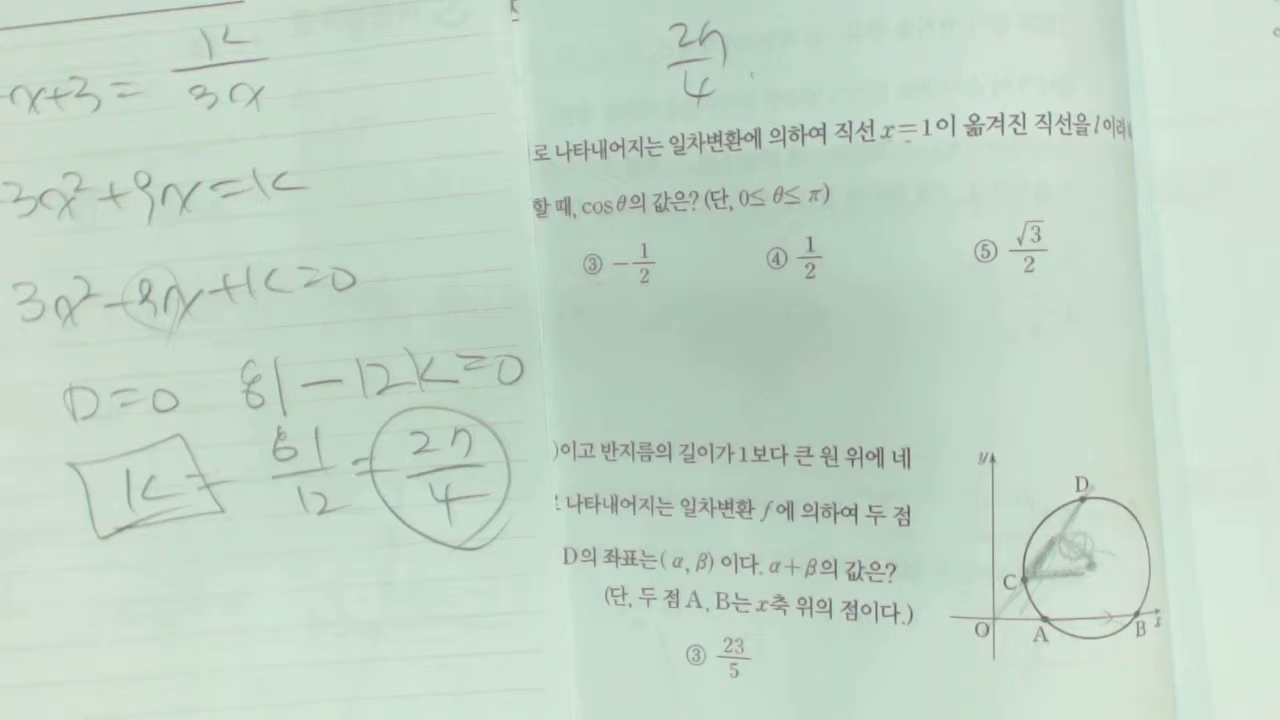 -x+3 = K/3x
3x²+9x=K
3x²-9x+K=0
D=0 81-12K=0
K = 81/12 = 27/4
27/4
로 나타내어지는 일차변환에 의하여 직선 x=1이 옮겨진 직선을 l이라
할 때, cosθ의 값은? (단, 0≤ θ≤ π)
③ -1/2 ④ 1/2 ⑤ √3/2
)이고 반지름의 길이가 1보다 큰 원 위에 네
로 나타내어지는 일차변환 f에 의하여 두 점
D의 좌표는 (α, β)이다. α+β의 값은?
(단, 두 점 A, B는 x축 위의 점이다.)
③ 23/5
y
D
C
O A B x